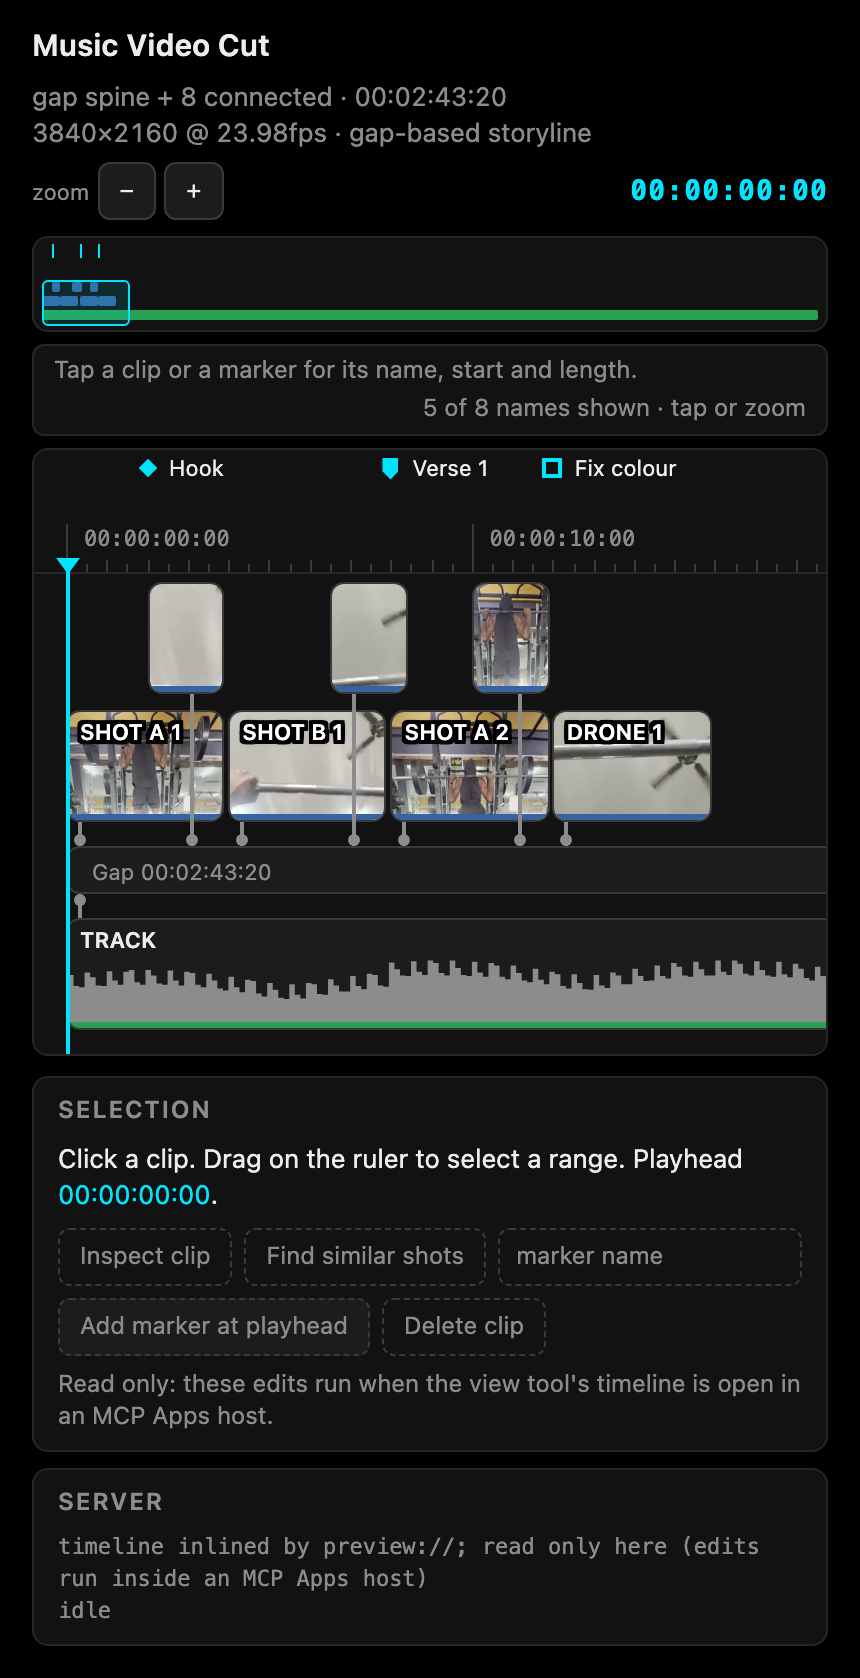 Music Video Cut
gap spine + 8 connected · 00:02:43:20
3840×2160 @ 23.98fps · gap-based storyline
zoom − + 00:00:00:00
Tap a clip or a marker for its name, start and length.
5 of 8 names shown · tap or zoom
Hook Verse 1 Fix colour
00:00:00:00 00:00:10:00
SHOT A 1 SHOT B 1 SHOT A 2 DRONE 1
Gap 00:02:43:20
TRACK
SELECTION
Click a clip. Drag on the ruler to select a range. Playhead
00:00:00:00.
Inspect clip Find similar shots marker name
Add marker at playhead Delete clip
Read only: these edits run when the view tool's timeline is open in
an MCP Apps host.
SERVER
timeline inlined by preview://; read only here (edits
run inside an MCP Apps host)
idle